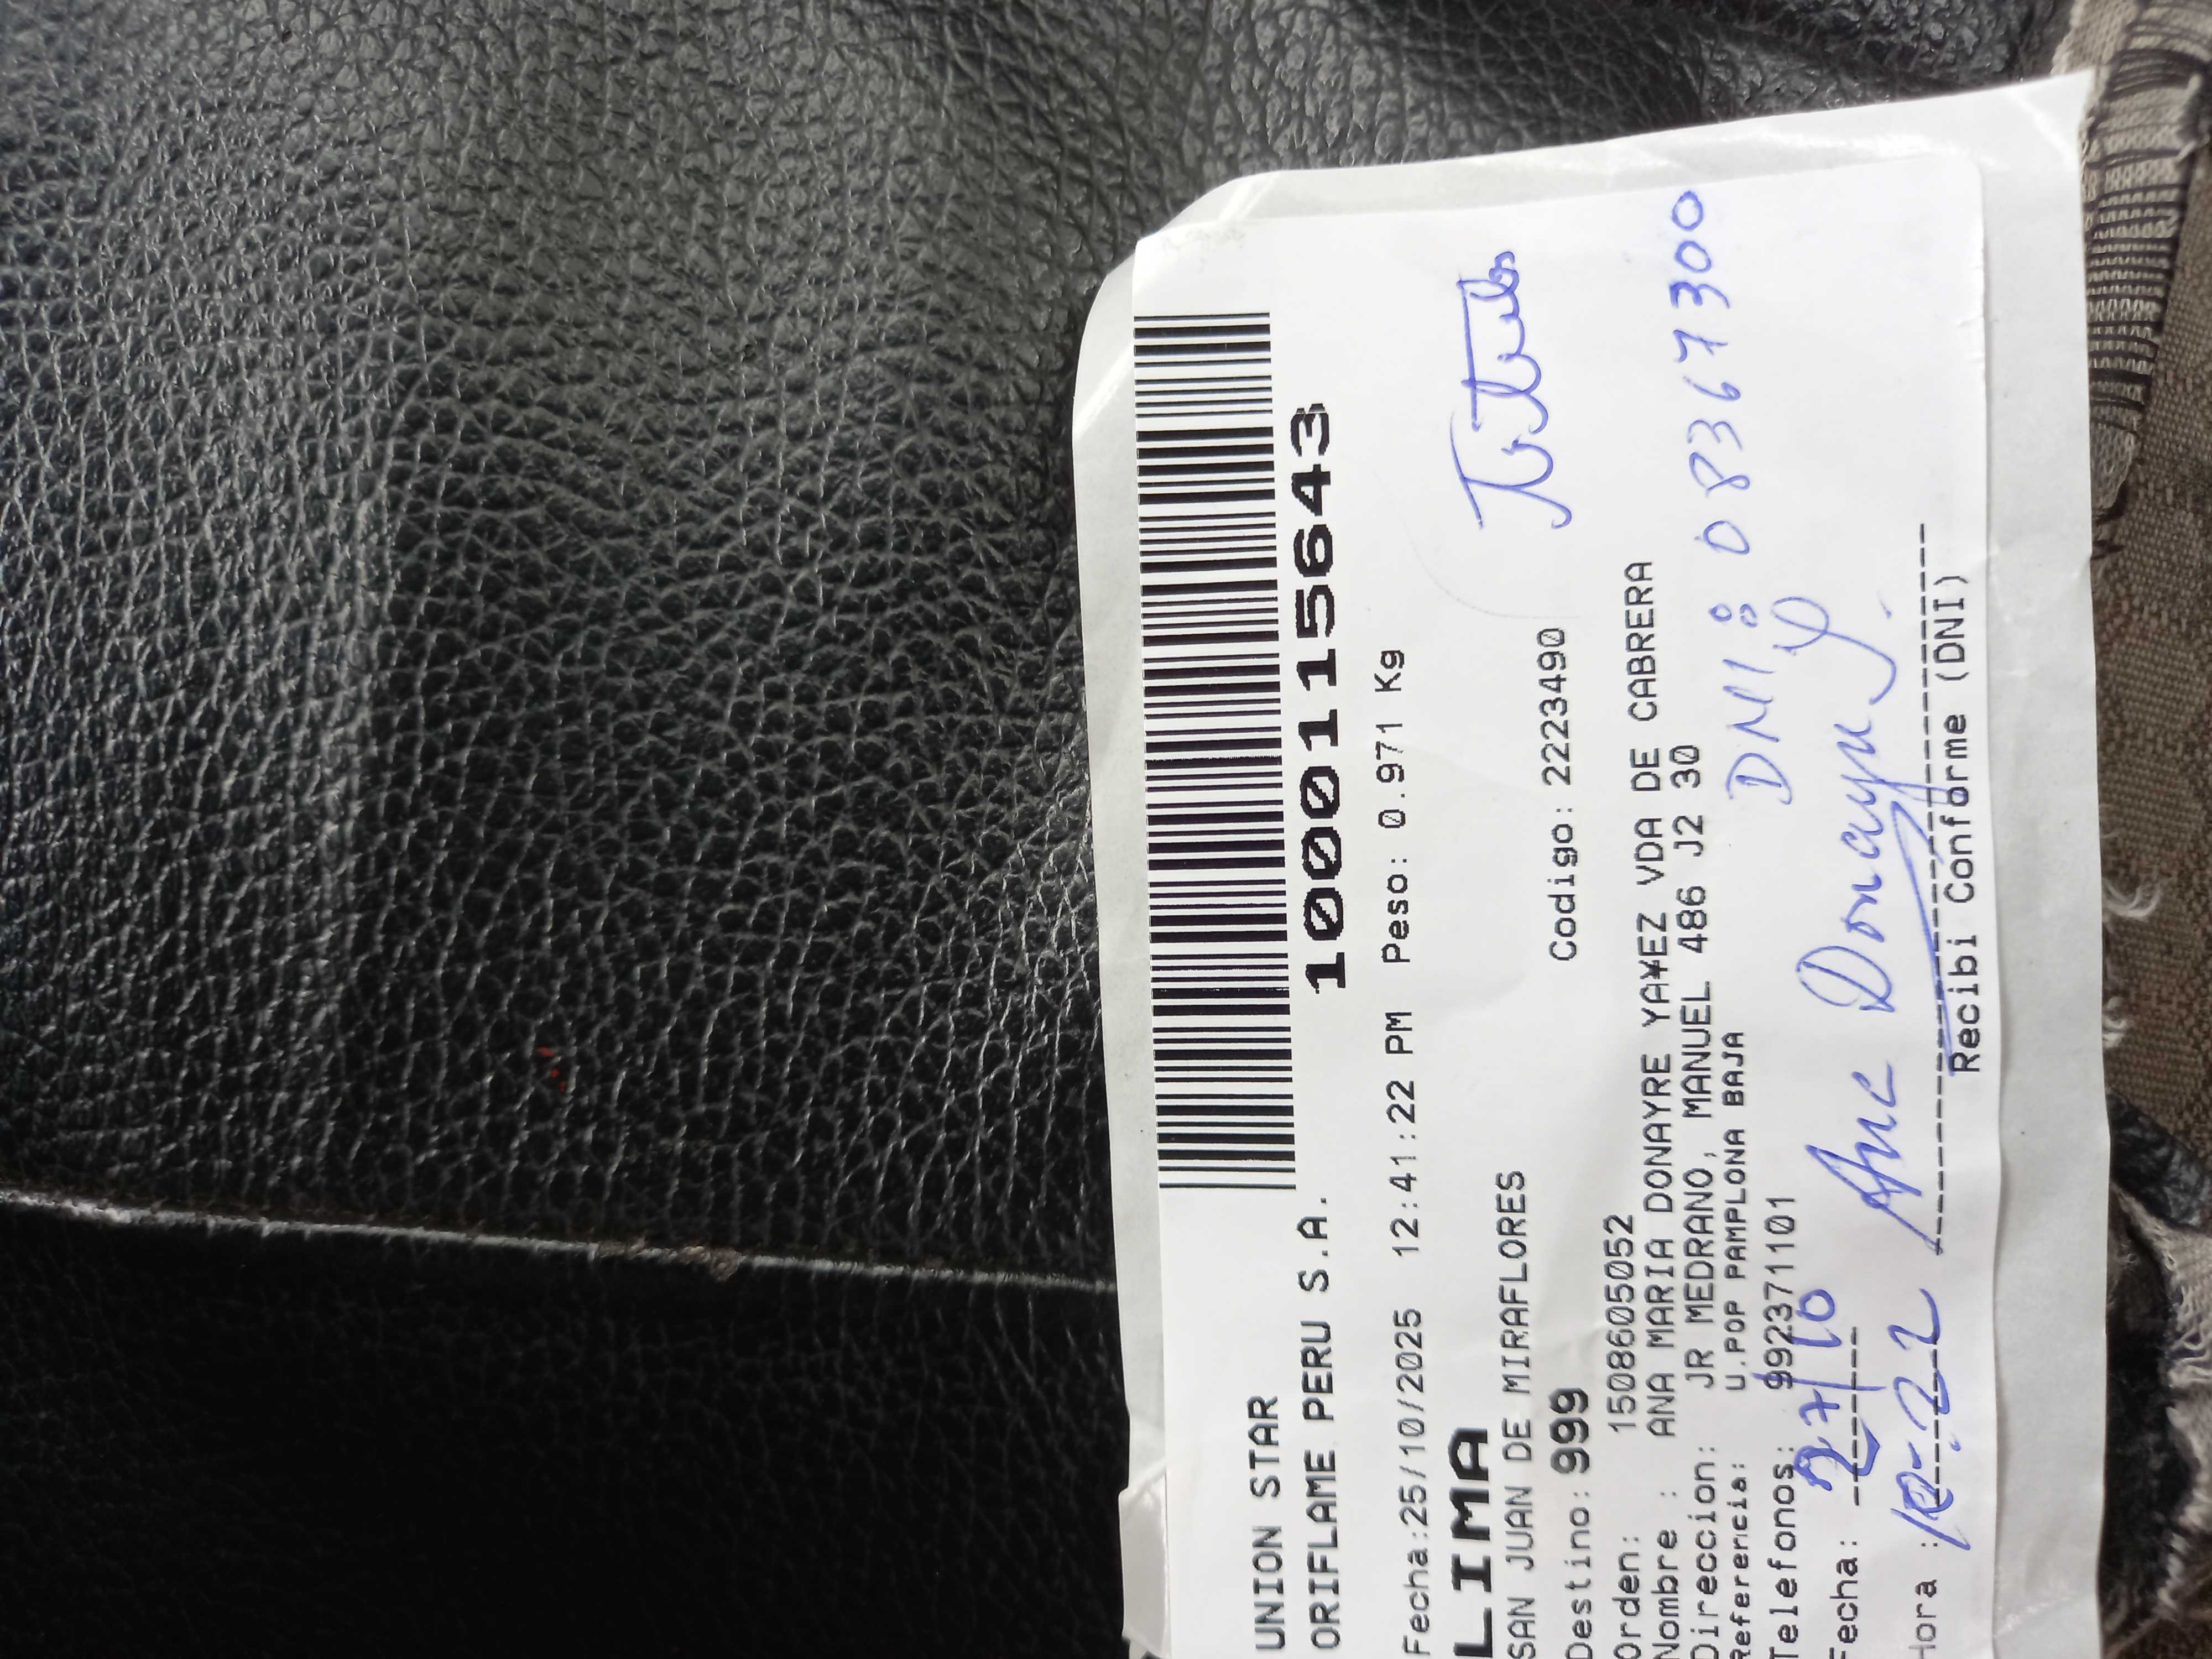 UNION STAR
ORIFLAME PERU S.A.
1000115643
Fecha:25/10/2025 12:41:22 PM Peso: 0.971 Kg
LIMA
SAN JUAN DE MIRAFLORES
Titular
Destino: 999 Codigo: 2223490
Orden: 1508605052
Nombre : ANA MARIA DONAYRE YA¥EZ VDA DE CABRERA
Direccion: JR MEDRANO, MANUEL 486 J2 30
Referencia: U.POP PAMPLONA BAJA
DNI: 08367300
Telefonos: 992371101
Fecha: 27/10
Hora : Ana Donayre
Recibi Conforme (DNI)